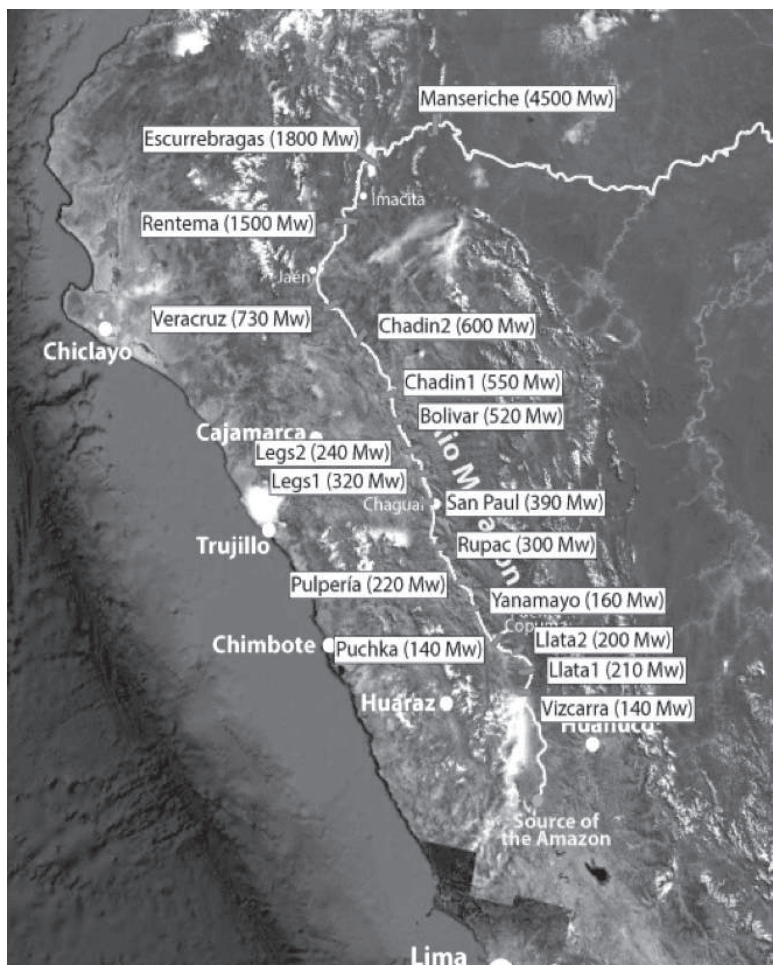 Manseriche (4500 Mw)
Escurrebragas (1800 Mw)
Imacita
Rentema (1500 Mw)
Jaén
Veracruz (730 Mw)
Chadin2 (600 Mw)
Chiclayo
Chadin1 (550 Mw)
Bolivar (520 Mw)
Cajamarca
Legs2 (240 Mw)
Legs1 (320 Mw)
Chagual
San Paul (390 Mw)
Trujillo
Rupac (300 Mw)
Pulpería (220 Mw)
Yanamayo (160 Mw)
Chimbote
Puchka (140 Mw)
Llata2 (200 Mw)
Llata1 (210 Mw)
Huaraz
Vizcarra (140 Mw)
Huánuco
Source of
the Amazon
Lima